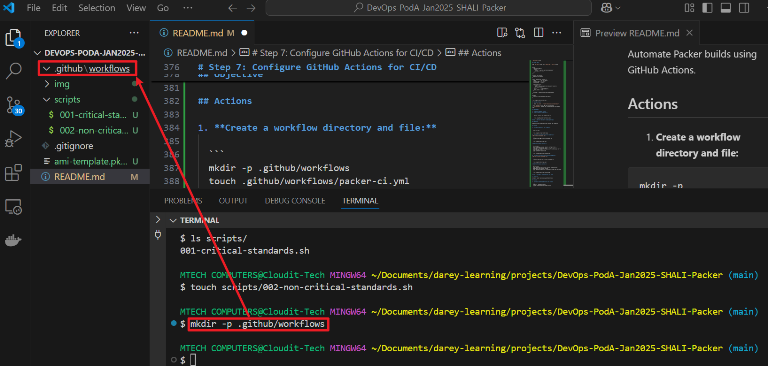 File Edit Selection View Go ...
DevOps PodA Jan2025 SHALI Packer
EXPLORER
DEVOPS-PODA-JAN2025-...
.github \ workflows
img
scripts
001-critical-sta... U
002-non-critica... U
.gitignore
ami-template.pk... U
README.md M
1
30
README.md M
README.md > # Step 7: Configure GitHub Actions for CI/CD > ## Actions
376 # Step 7: Configure GitHub Actions for CI/CD
378 ## Objective
381
382 ## Actions
383
384 1. **Create a workflow directory and file:**
385
386 ```
387 mkdir -p .github/workflows
388 touch .github/workflows/packer-ci.yml
Preview README.md
Automate Packer builds using
GitHub Actions.
Actions
1. Create a workflow
directory and file:
mkdir -p
PROBLEMS OUTPUT DEBUG CONSOLE TERMINAL
TERMINAL
$ ls scripts/
001-critical-standards.sh
MTECH COMPUTERS@Cloudit-Tech MINGW64 ~/Documents/darey-learning/projects/DevOps-PodA-Jan2025-SHALI-Packer (main)
$ touch scripts/002-non-critical-standards.sh
MTECH COMPUTERS@Cloudit-Tech MINGW64 ~/Documents/darey-learning/projects/DevOps-PodA-Jan2025-SHALI-Packer (main)
$ mkdir -p .github/workflows
MTECH COMPUTERS@Cloudit-Tech MINGW64 ~/Documents/darey-learning/projects/DevOps-PodA-Jan2025-SHALI-Packer (main)
$